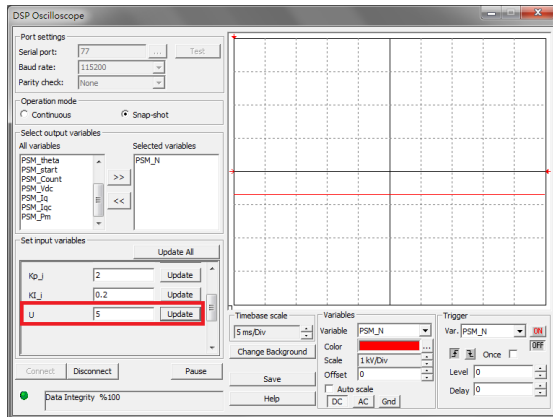 DSP Oscilloscope
Port settings
Serial port: 77 ... Test
Baud rate: 115200
Parity check: None
Operation mode
Continuous Snap-shot
Select output variables
All variables Selected variables
PSM_theta PSM_N
PSM_start
PSM_Count >>
PSM_Vdc
PSM_Iq <<
PSM_Iqc
PSM_Pm
Set input variables
Update All
Kp_i 2 Update
KI_i 0.2 Update
U 5 Update
Connect Disconnect Pause
Data Integrity %100
Timebase scale
5 ms/Div
Change Background
Save
Help
Variables
Variable PSM_N
Color ...
Scale 1 kV/Div
Offset 0
Auto scale
DC AC Gnd
Trigger
Var. PSM_N ON
OFF
Once
Level 0
Delay 0